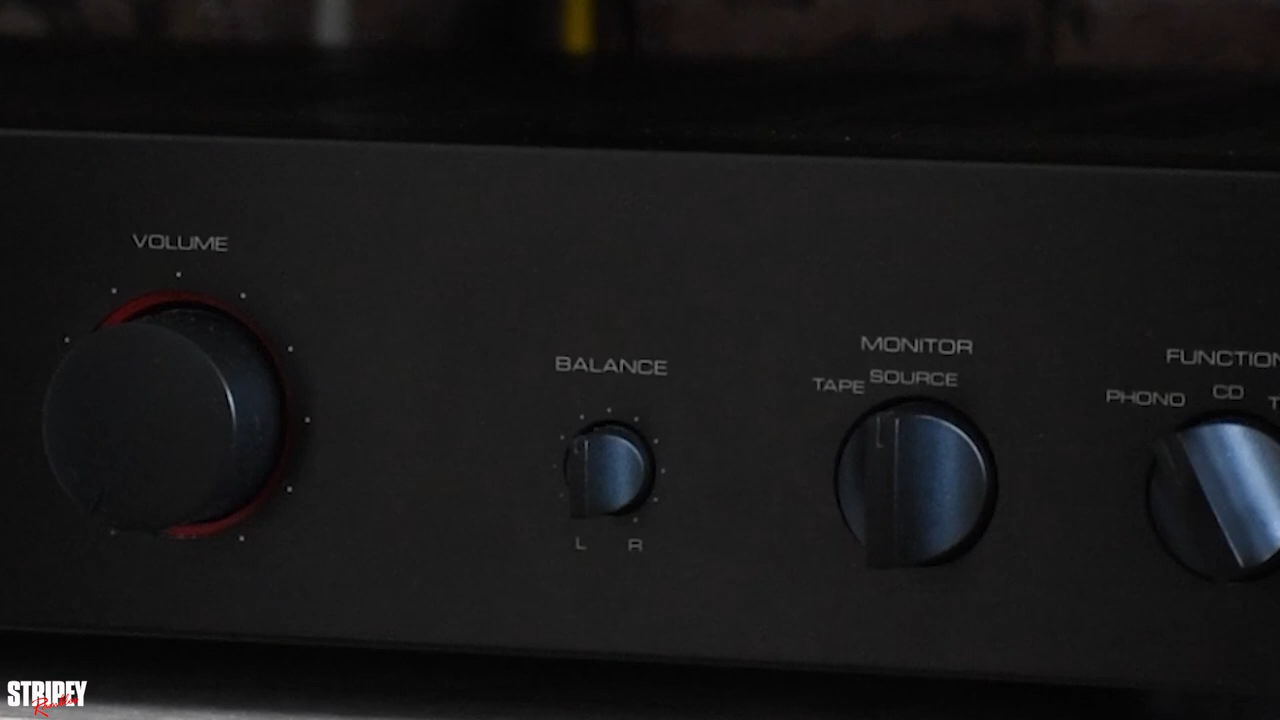 VOLUME
BALANCE
L R
MONITOR
TAPE SOURCE
FUNCTION
PHONO CD T
STRIPEY